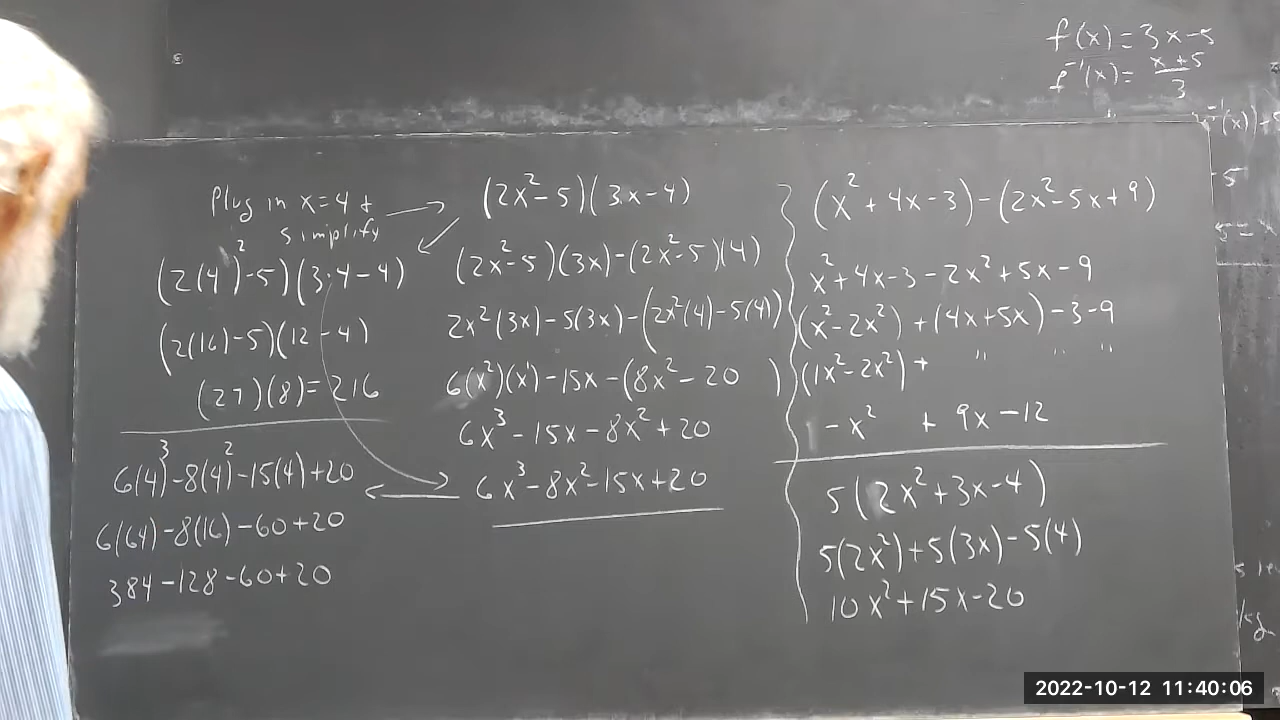 f(x) = 3x-5
f⁻¹(x) = (x+5)/3
⁻¹(x))+5
-5
Plug in x=4 +
simplify
(2(4)²-5)(3·4-4)
(2(16)-5)(12-4)
(27)(8)=216
6(4)³-8(4)²-15(4)+20
6(64)-8(16)-60+20
384-128-60+20
(2x²-5)(3x-4)
(2x²-5)(3x)-(2x²-5)(4)
2x²(3x)-5(3x)-(2x²(4)-5(4))
6(x²)(x¹)-15x-(8x²-20)
6x³-15x-8x²+20
6x³-8x²-15x+20
(x²+4x-3)-(2x²-5x+9)
x²+4x-3-2x²+5x-9
(x²-2x²)+(4x+5x)-3-9
(1x²-2x²)+ " " "
-x² + 9x-12
5(2x²+3x-4)
5(2x²)+5(3x)-5(4)
10x²+15x-20
2022-10-12 11:40:06